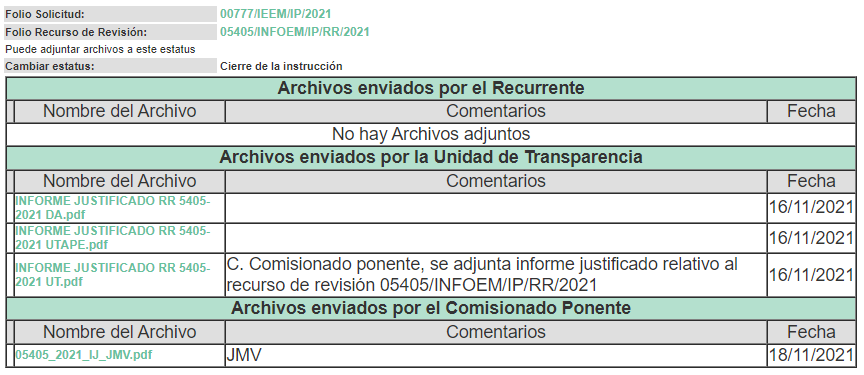 Folio Solicitud: 00777/IEEM/IP/2021
Folio Recurso de Revisión: 05405/INFOEM/IP/RR/2021
Puede adjuntar archivos a este estatus
Cambiar estatus: Cierre de la instrucción
Archivos enviados por el Recurrente
Nombre del Archivo Comentarios Fecha
No hay Archivos adjuntos
Archivos enviados por la Unidad de Transparencia
Nombre del Archivo Comentarios Fecha
INFORME JUSTIFICADO RR 5405-
2021 DA.pdf 16/11/2021
INFORME JUSTIFICADO RR 5405-
2021 UTAPE.pdf 16/11/2021
INFORME JUSTIFICADO RR 5405-
2021 UT.pdf
C. Comisionado ponente, se adjunta informe justificado relativo al
recurso de revisión 05405/INFOEM/IP/RR/2021
16/11/2021
Archivos enviados por el Comisionado Ponente
Nombre del Archivo Comentarios Fecha
05405_2021_IJ_JMV.pdf JMV 18/11/2021